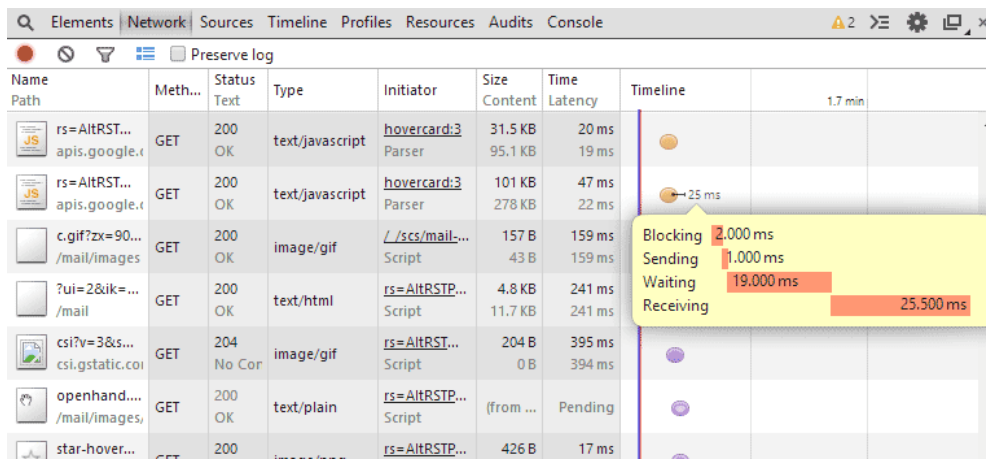 Elements Network Sources Timeline Profiles Resources Audits Console 2
Preserve log
Name Meth... Status Type Initiator Size Time Timeline
Path Text Content Latency 1.7 min
rs=AltRST... GET 200 text/javascript hovercard:3 31.5 KB 20 ms
apis.google.c OK Parser 95.1 KB 19 ms
rs=AltRST... GET 200 text/javascript hovercard:3 101 KB 47 ms 25 ms
apis.google.c OK Parser 278 KB 22 ms
c.gif?zx=90... GET 200 image/gif /_/scs/mail-... 157 B 159 ms
/mail/images OK Script 43 B 159 ms
?ui=2&ik=... GET 200 text/html rs=AltRSTP... 4.8 KB 241 ms
/mail OK Script 11.7 KB 241 ms
csi?v=3&s... GET 204 image/gif rs=AltRST... 204 B 395 ms
csi.gstatic.com No Cor Script 0 B 394 ms
openhand.... GET 200 text/plain rs=AltRSTP... (from ... Pending
/mail/images/ OK Script
star-hover... 200 rs=AltRSTP... 426 B 17 ms
Blocking 2.000 ms
Sending 1.000 ms
Waiting 19.000 ms
Receiving 25.500 ms
JS
JS